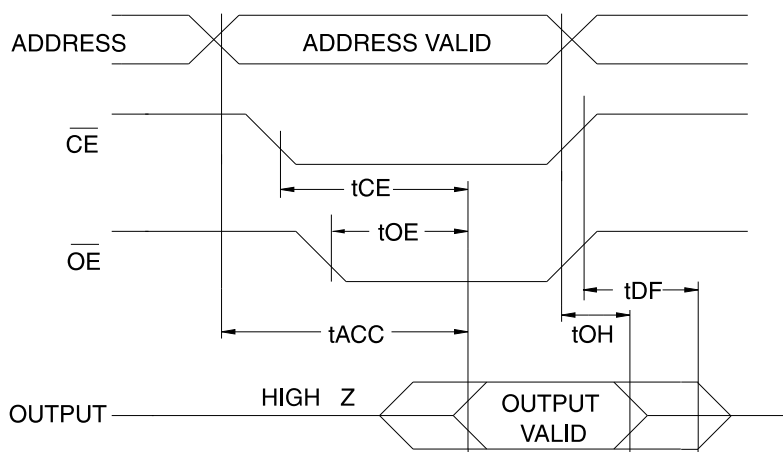 ADDRESS
ADDRESS VALID
CE
tCE
tOE
OE
tDF
tACC
tOH
HIGH Z
OUTPUT
OUTPUT
VALID